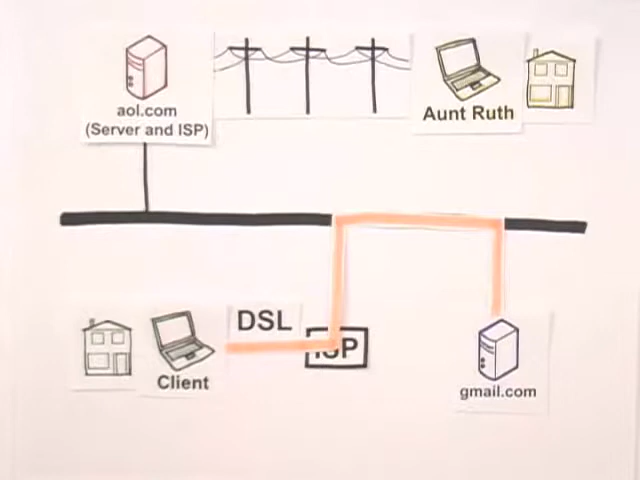 aol.com
(Server and ISP)
Aunt Ruth
DSL
ISP
Client
gmail.com